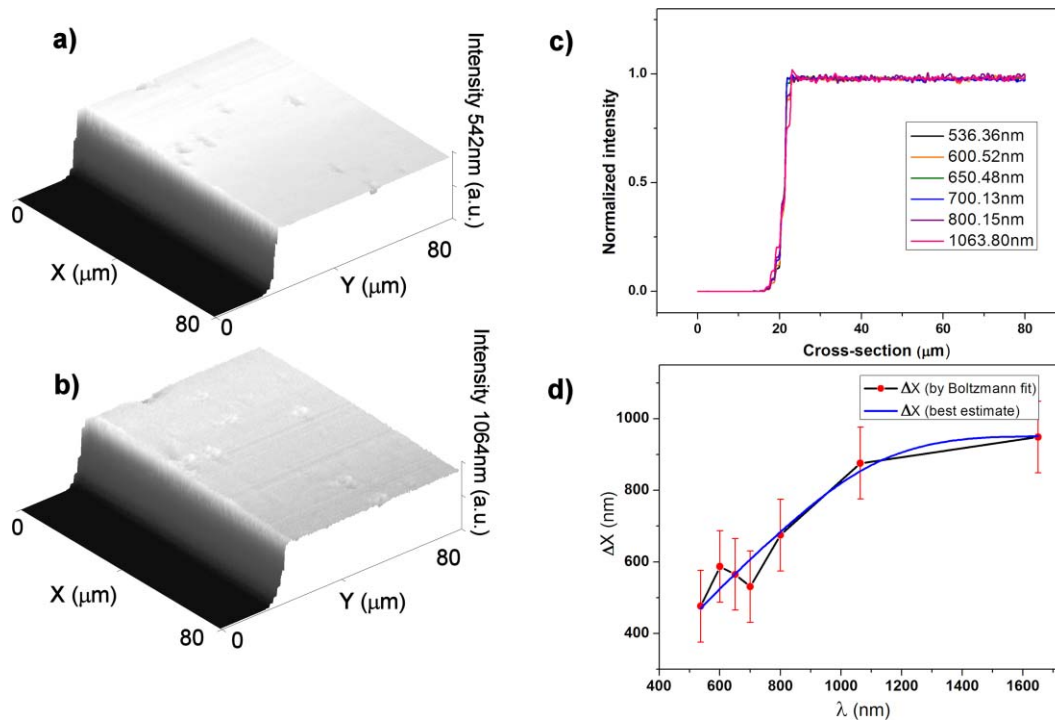 a)
Intensity 542nm (a.u.)
0
X (μm)
80
0
Y (μm)
80
b)
Intensity 1064nm (a.u.)
0
X (μm)
80
0
Y (μm)
80
c)
Normalized intensity
1.0
0.5
0.0
536.36nm
600.52nm
650.48nm
700.13nm
800.15nm
1063.80nm
0 20 40 60 80
Cross-section (μm)
d)
ΔX (by Boltzmann fit)
ΔX (best estimate)
ΔX (nm)
1000
800
600
400
400 600 800 1000 1200 1400 1600
λ (nm)